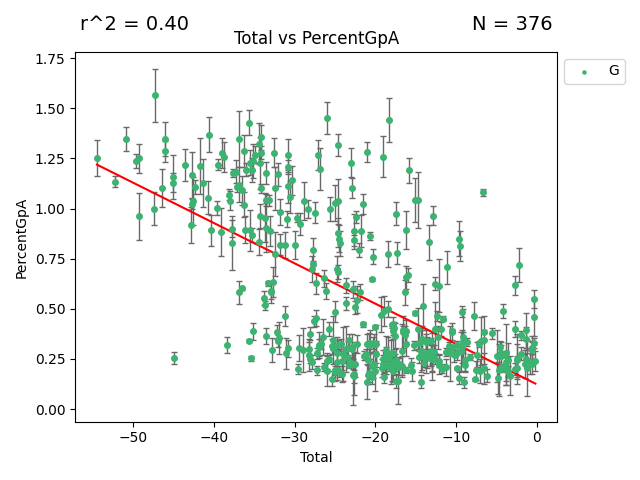 r^2 = 0.40
N = 376
Total vs PercentGpA
G
PercentGpA
1.75
1.50
1.25
1.00
0.75
0.50
0.25
0.00
−50
−40
−30
−20
−10
0
Total